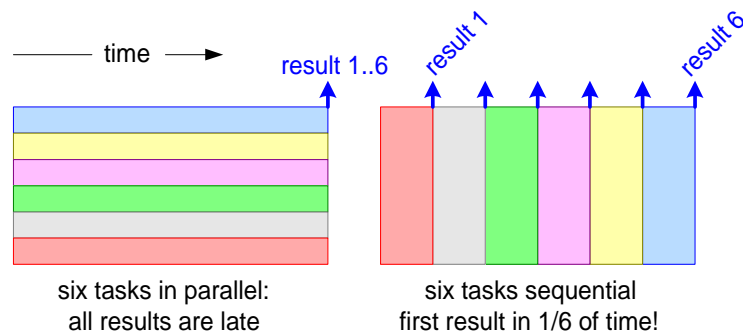 time
result 1..6
result 1
result 6
six tasks in parallel:
all results are late
six tasks sequential
first result in 1/6 of time!